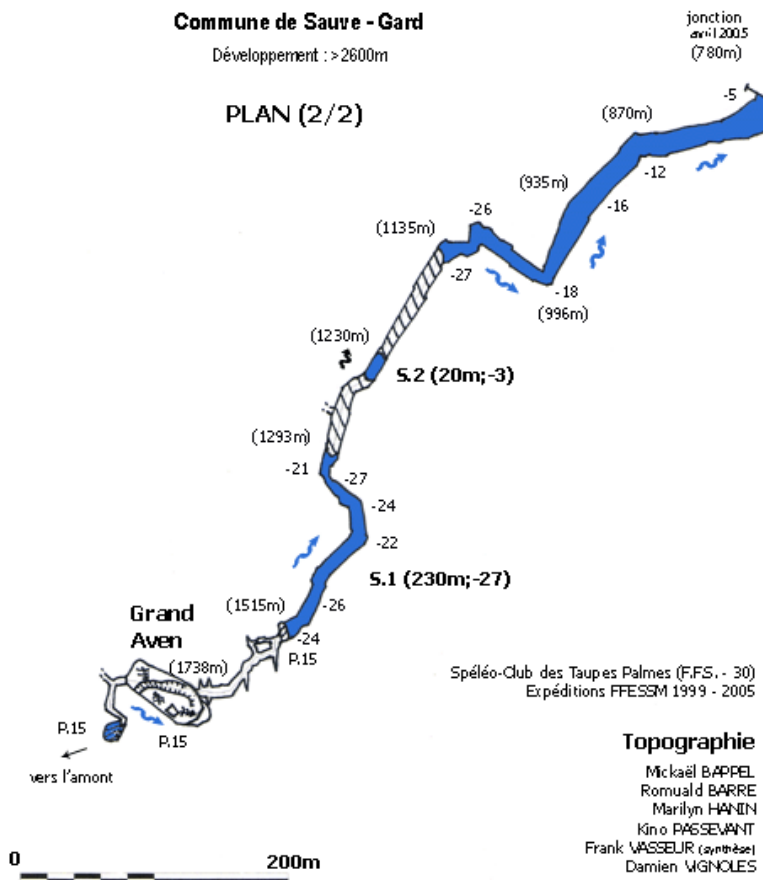 Commune de Sauve - Gard
Développement : >2600m
PLAN (2/2)
jonction
avril 2005
(780m)
-5
(870m)
-12
(935m)
-16
-26
(1135m)
-27
-18
(996m)
(1230m)
S.2 (20m;-3)
(1293m)
-21
-27
-24
-22
S.1 (230m;-27)
-26
(1515m)
-24
P.15
Grand
Aven
(1738m)
P.15
P.15
vers l'amont
Spéléo-Club des Taupes Palmes (F.F.S. - 30)
Expéditions FFESSM 1999 - 2005
Topographie
Mickaël BAPPEL
Romuald BARRE
Marilyn HANIN
Kino PASSEVANT
Frank VASSEUR (synthèse)
Damien VIGNOLES
0 200m